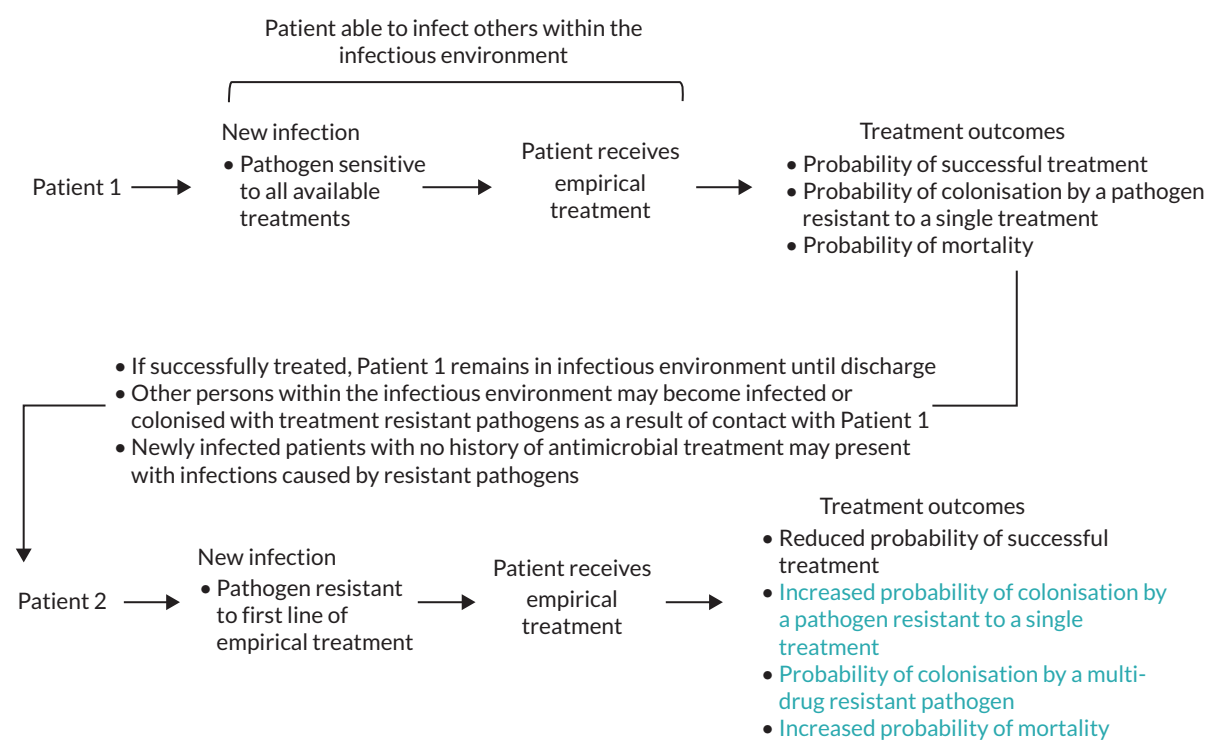 Patient able to infect others within the
infectious environment
Patient 1
New infection
• Pathogen sensitive
to all available
treatments
Patient receives
empirical
treatment
Treatment outcomes
• Probability of successful treatment
• Probability of colonisation by a pathogen
resistant to a single treatment
• Probability of mortality
• If successfully treated, Patient 1 remains in infectious environment until discharge
• Other persons within the infectious environment may become infected or
colonised with treatment resistant pathogens as a result of contact with Patient 1
• Newly infected patients with no history of antimicrobial treatment may present
with infections caused by resistant pathogens
Patient 2
New infection
• Pathogen resistant
to first line of
empirical treatment
Patient receives
empirical
treatment
Treatment outcomes
• Reduced probability of successful
treatment
• Increased probability of colonisation by
a pathogen resistant to a single
treatment
• Probability of colonisation by a multi-
drug resistant pathogen
• Increased probability of mortality